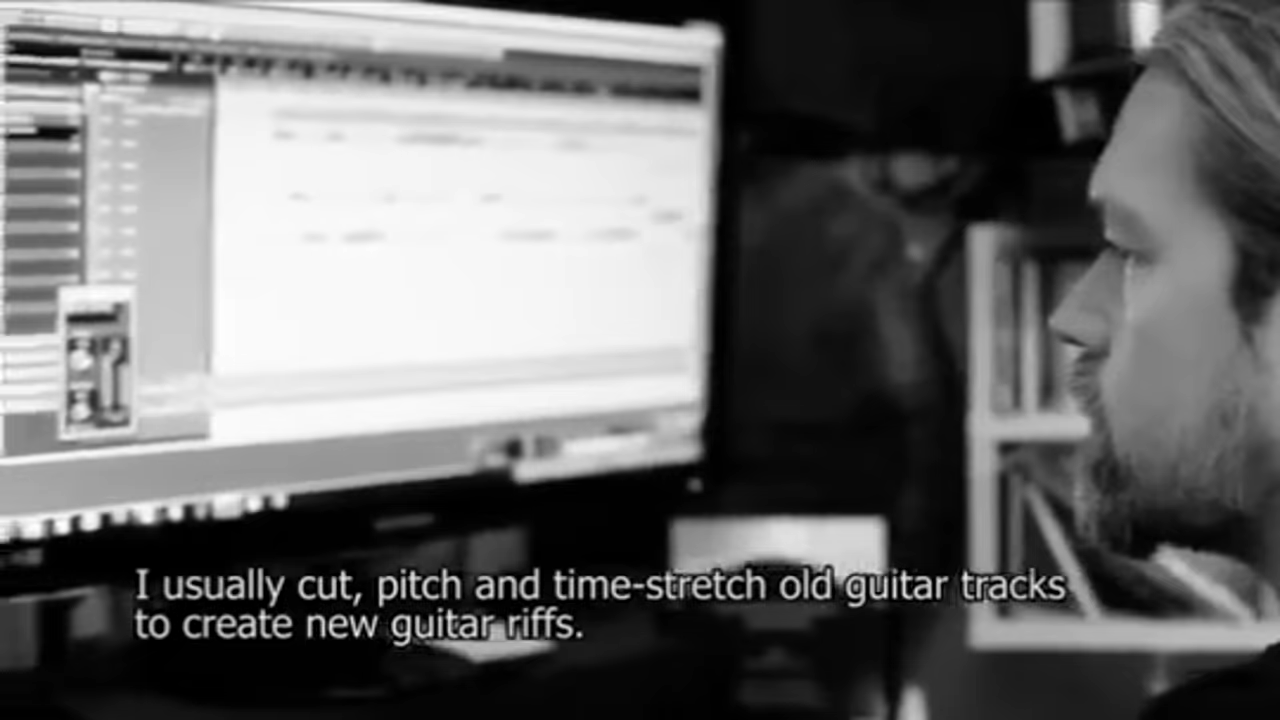 I usually cut, pitch and time-stretch old guitar tracks
to create new guitar riffs.